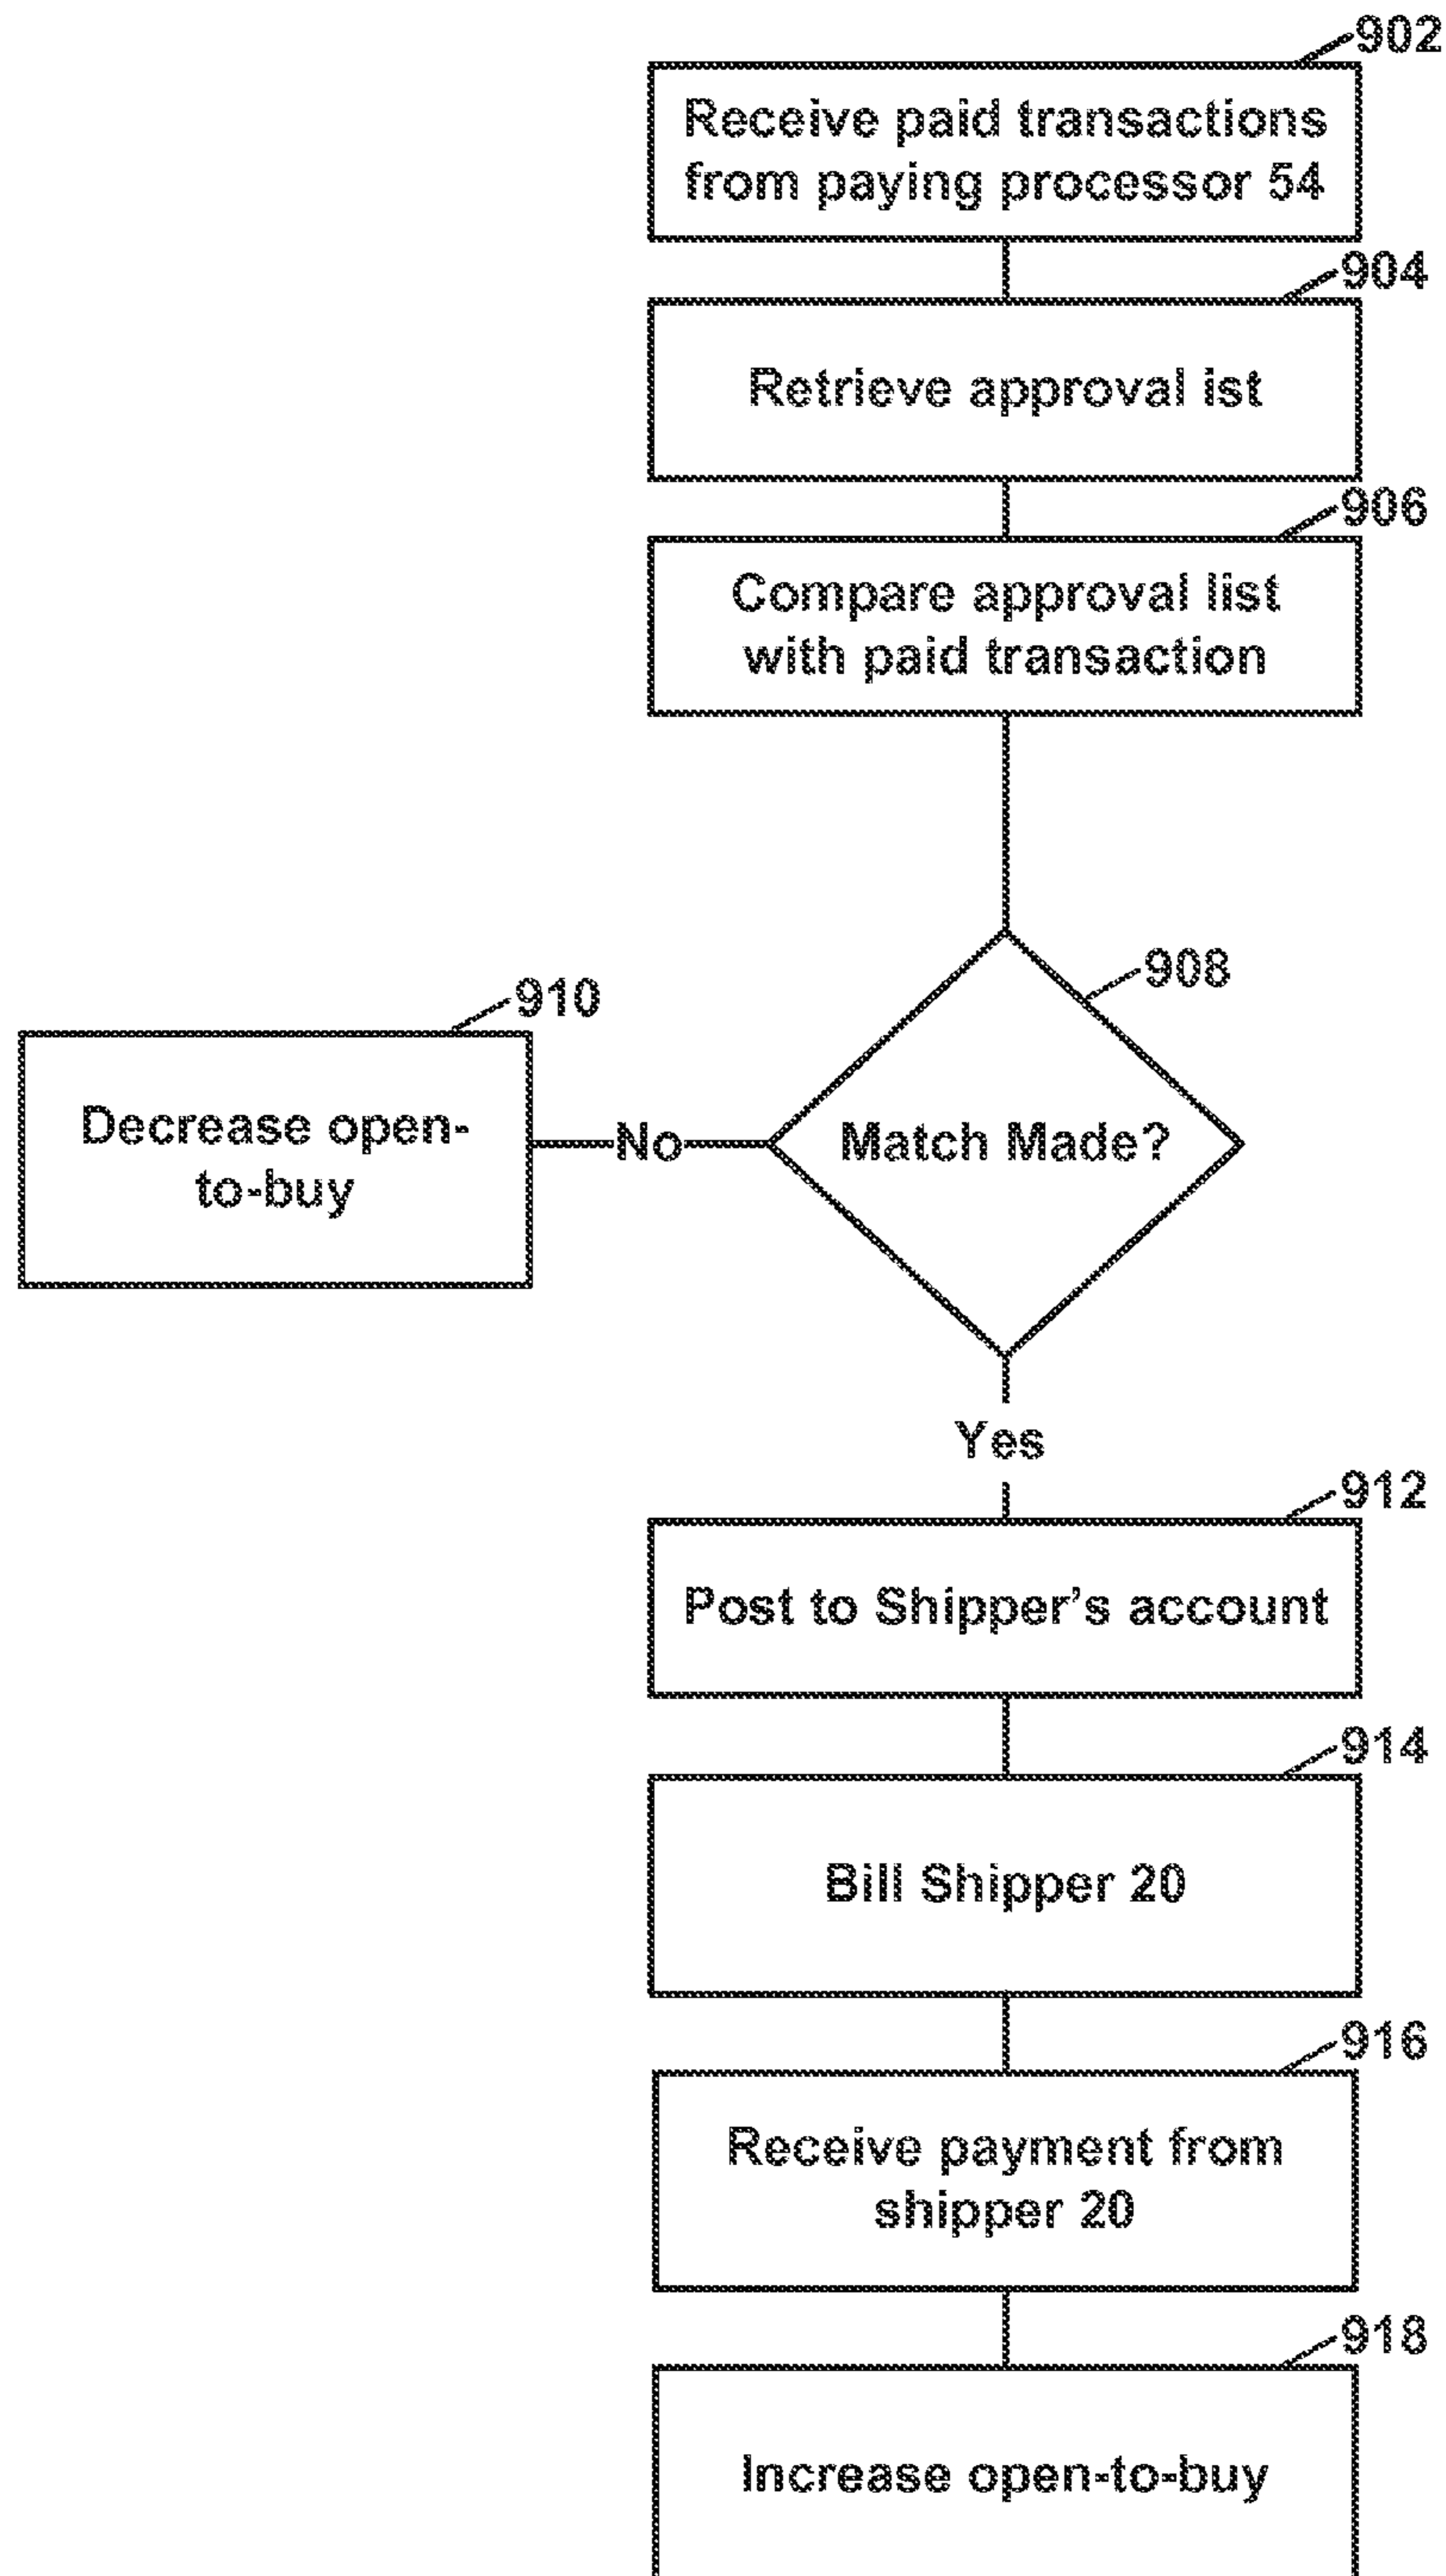 902
Receive paid transactions
from paying processor 54
904
Retrieve approval ist
906
Compare approval list
with paid transaction
908
Match Made?
910
Decrease open-
to-buy
No
Yes
912
Post to Shipper's account
914
Bill Shipper 20
916
Receive payment from
shipper 20
918
Increase open-to-buy